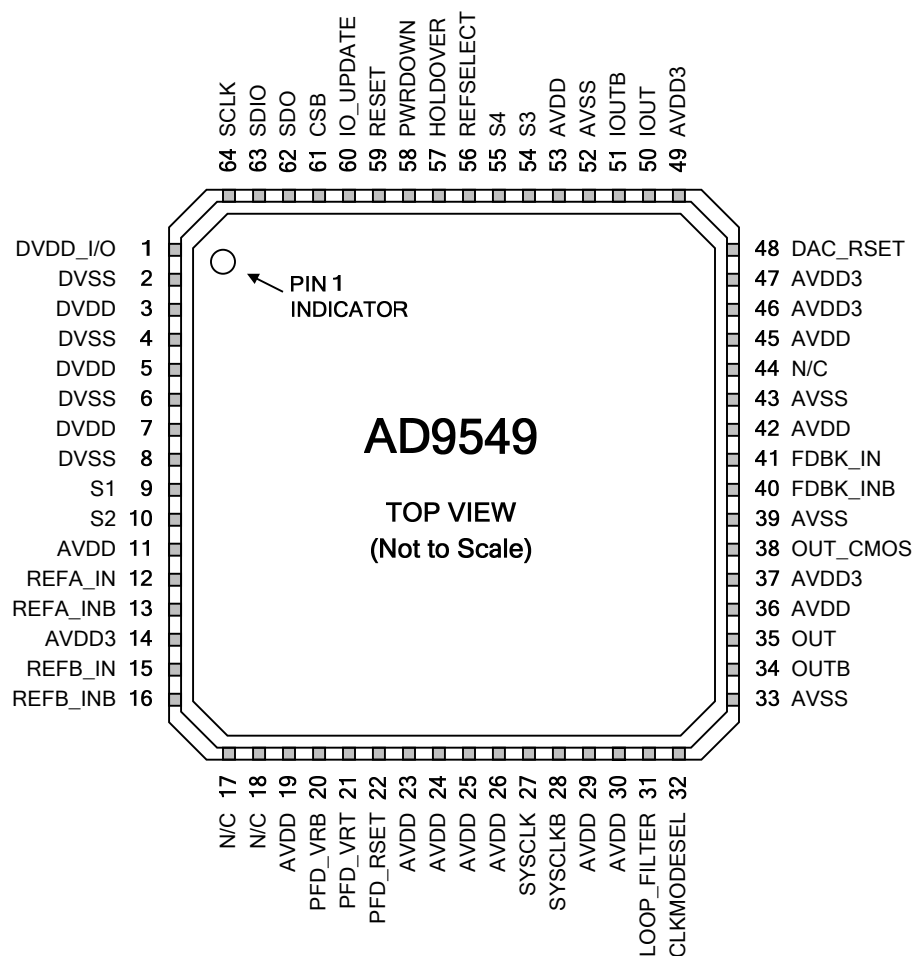 64 SCLK
63 SDIO
62 SDO
61 CSB
60 IO_UPDATE
59 RESET
58 PWRDOWN
57 HOLDOVER
56 REFSELECT
55 S4
54 S3
53 AVDD
52 AVSS
51 IOUTB
50 IOUT
49 AVDD3
DVDD_I/O 1
DVSS 2
DVDD 3
DVSS 4
DVDD 5
DVSS 6
DVDD 7
DVSS 8
S1 9
S2 10
AVDD 11
REFA_IN 12
REFA_INB 13
AVDD3 14
REFB_IN 15
REFB_INB 16
PIN 1
INDICATOR
AD9549
TOP VIEW
(Not to Scale)
48 DAC_RSET
47 AVDD3
46 AVDD3
45 AVDD
44 N/C
43 AVSS
42 AVDD
41 FDBK_IN
40 FDBK_INB
39 AVSS
38 OUT_CMOS
37 AVDD3
36 AVDD
35 OUT
34 OUTB
33 AVSS
N/C 17
N/C 18
AVDD 19
PFD_VRB 20
PFD_VRT 21
PFD_RSET 22
AVDD 23
AVDD 24
AVDD 25
AVDD 26
SYSCLK 27
SYSCLKB 28
AVDD 29
AVDD 30
LOOP_FILTER 31
CLKMODESEL 32